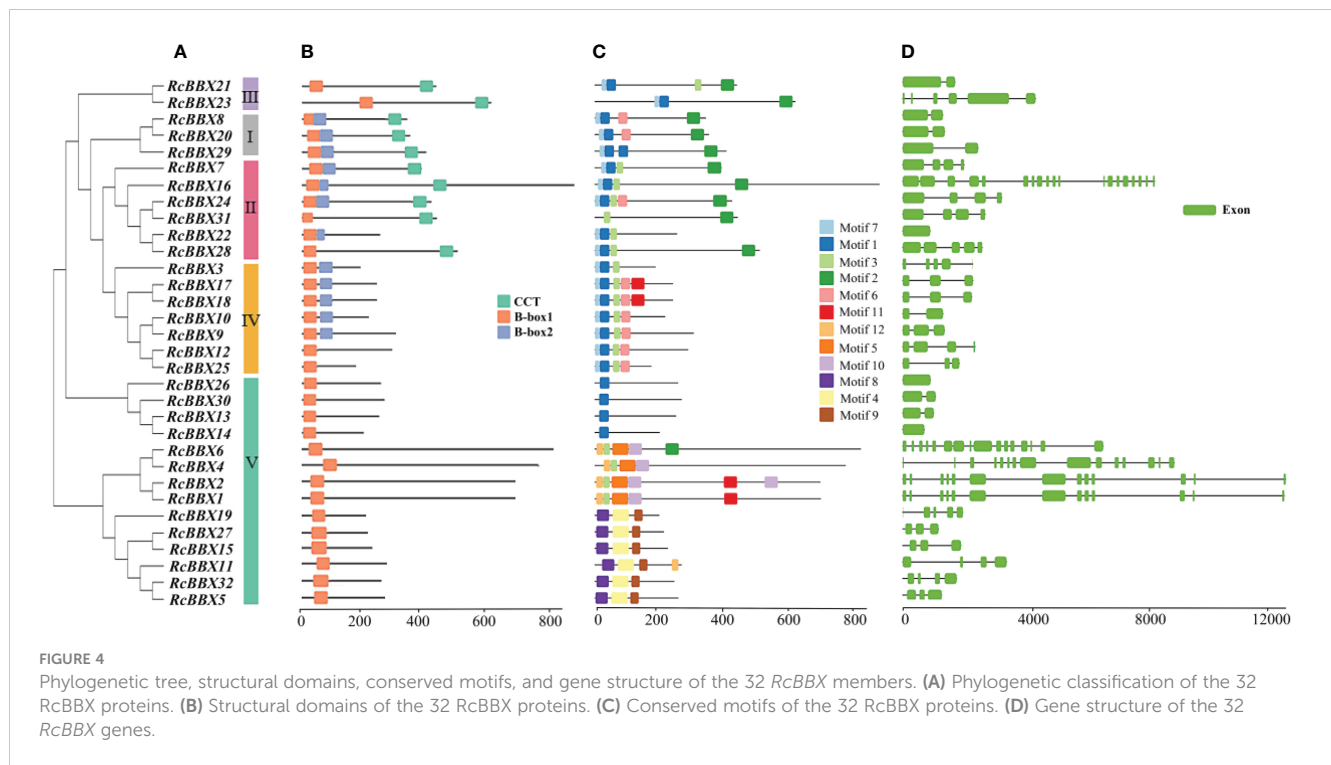 A B C D
RcBBX21
RcBBX23
RcBBX8
RcBBX20
RcBBX29
RcBBX7
RcBBX16
RcBBX24
RcBBX31
RcBBX22
RcBBX28
RcBBX3
RcBBX17
RcBBX18
RcBBX10
RcBBX9
RcBBX12
RcBBX25
RcBBX26
RcBBX30
RcBBX13
RcBBX14
RcBBX6
RcBBX4
RcBBX2
RcBBX1
RcBBX19
RcBBX27
RcBBX15
RcBBX11
RcBBX32
RcBBX5
III
I
II
IV
V
CCT
B-box1
B-box2
0 200 400 600 800
Motif 7
Motif 1
Motif 3
Motif 2
Motif 6
Motif 11
Motif 12
Motif 5
Motif 10
Motif 8
Motif 4
Motif 9
0 200 400 600 800
Exon
0 4000 8000 12000
FIGURE 4
Phylogenetic tree, structural domains, conserved motifs, and gene structure of the 32 RcBBX members. (A) Phylogenetic classification of the 32
RcBBX proteins. (B) Structural domains of the 32 RcBBX proteins. (C) Conserved motifs of the 32 RcBBX proteins. (D) Gene structure of the 32
RcBBX genes.